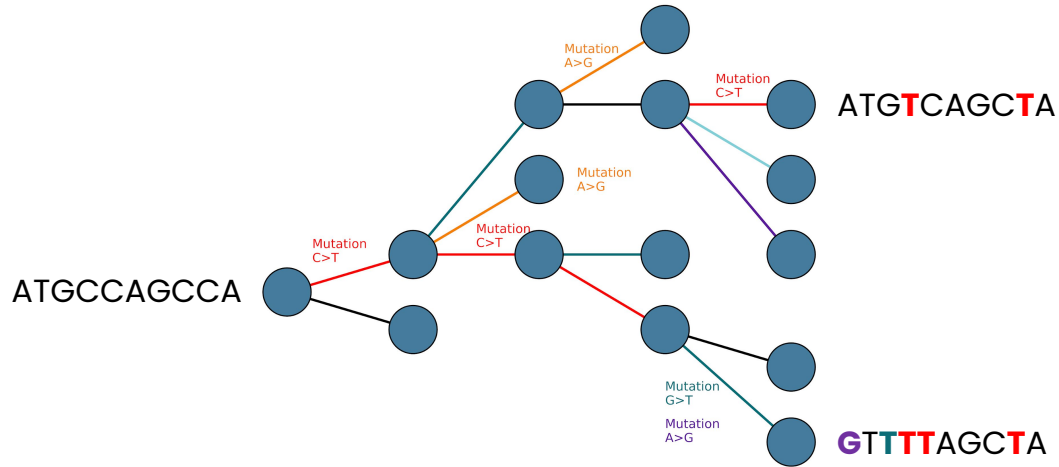 Mutation
A>G
Mutation
C>T
ATGTCAGCTA
Mutation
A>G
Mutation
C>T
Mutation
C>T
ATGCCAGCCA
Mutation
G>T
Mutation
A>G
GTTTTAGCTA